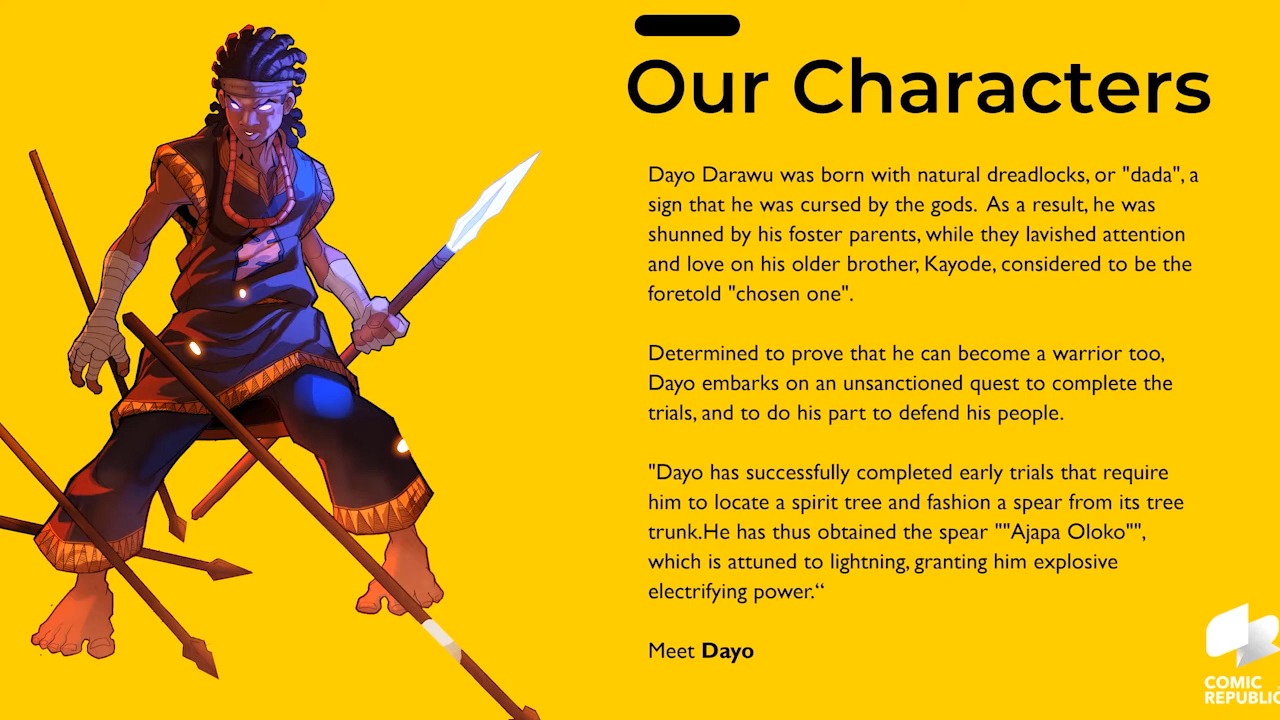 Our Characters
Dayo Darawu was born with natural dreadlocks, or "dada", a
sign that he was cursed by the gods. As a result, he was
shunned by his foster parents, while they lavished attention
and love on his older brother, Kayode, considered to be the
foretold "chosen one".
Determined to prove that he can become a warrior too,
Dayo embarks on an unsanctioned quest to complete the
trials, and to do his part to defend his people.
"Dayo has successfully completed early trials that require
him to locate a spirit tree and fashion a spear from its tree
trunk.He has thus obtained the spear ""Ajapa Oloko"",
which is attuned to lightning, granting him explosive
electrifying power.“
Meet Dayo
COMIC
REPUBLIC